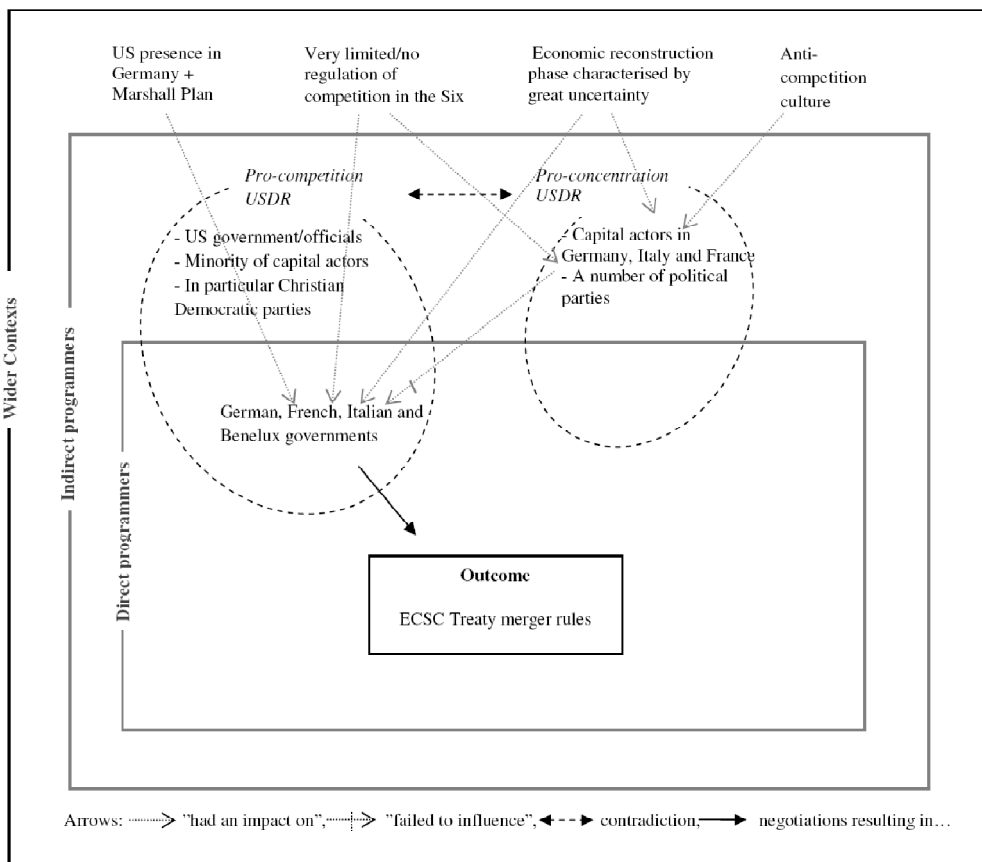 US presence in
Germany +
Marshall Plan
Very limited/no
regulation of
competition in the Six
Economic reconstruction
phase characterised by
great uncertainty
Anti-
competition
culture
Pro-competition
USDR
Pro-concentration
USDR
- US government/officials
- Minority of capital actors
- In particular Christian
Democratic parties
- Capital actors in
Germany, Italy and France
- A number of political
parties
Wider Contexts
Indirect programmers
Direct programmers
German, French, Italian and
Benelux governments
Outcome
ECSC Treaty merger rules
Arrows: "had an impact on", "failed to influence", contradiction, negotiations resulting in…